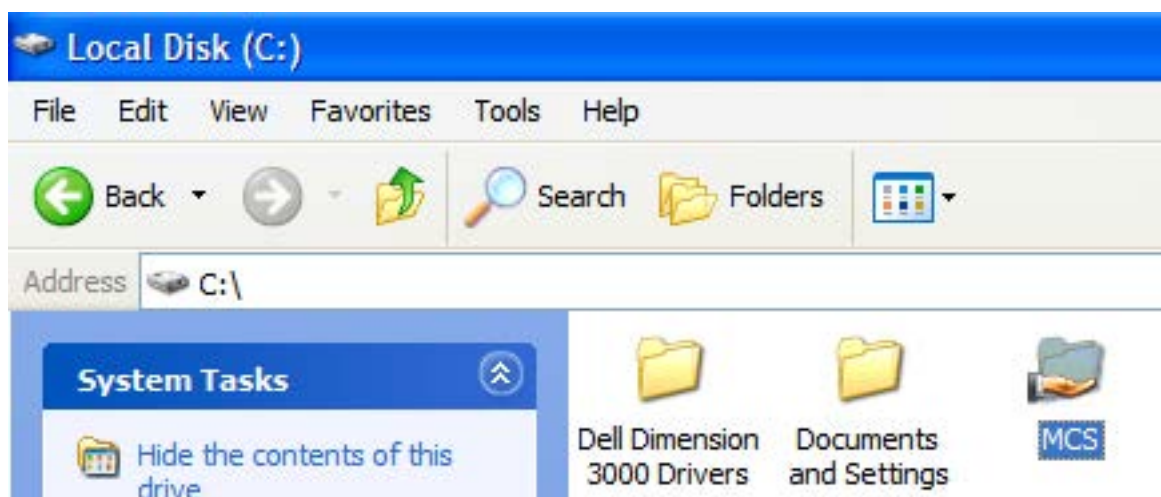 Local Disk (C:)
File Edit View Favorites Tools Help
Back Search Folders
Address C:\
System Tasks
Hide the contents of this
drive
Dell Dimension
3000 Drivers
Documents
and Settings
MCS